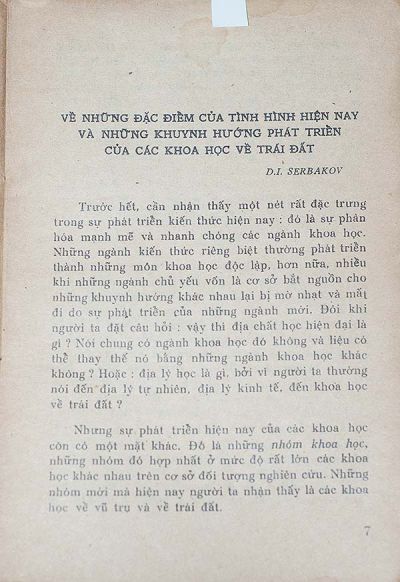 VỀ NHỮNG ĐẶC ĐIỂM CỦA TÌNH HÌNH HIỆN NAY
VÀ NHỮNG KHUYNH HƯỚNG PHÁT TRIỂN
CỦA CÁC KHOA HỌC VỀ TRÁI ĐẤT
D.I. SERBAKOV
Trước hết, cần nhận thấy một nét rất đặc trưng
trong sự phát triển kiến thức hiện nay : đó là sự phân
hóa mạnh mẽ và nhanh chóng các ngành khoa học.
Những ngành kiến thức riêng biệt thường phát triển
thành những môn khoa học độc lập, hơn nữa, nhiều
khi những ngành chủ yếu vốn là cơ sở bắt nguồn cho
những khuynh hướng khác nhau lại bị mờ nhạt và mất
đi do sự phát triển của những ngành mới. Đôi khi
người ta đặt câu hỏi : vậy thì địa chất học hiện đại là
gì ? Nói chung có ngành khoa học đó không và liệu có
thể thay thế nó bằng những ngành khoa học khác
không ? Hoặc : địa lý học là gì, bởi vì người ta thường
nói đến địa lý tự nhiên, địa lý kinh tế, đến khoa học
về trái đất ?
Nhưng sự phát triển hiện nay của các khoa học
còn có một mặt khác. Đó là những nhóm khoa học,
những nhóm đó hợp nhất ở mức độ rất lớn các khoa
học khác nhau trên cơ sở đối tượng nghiên cứu. Những
nhóm mới mà hiện nay người ta nhận thấy là các khoa
học về vũ trụ và về trái đất.
7